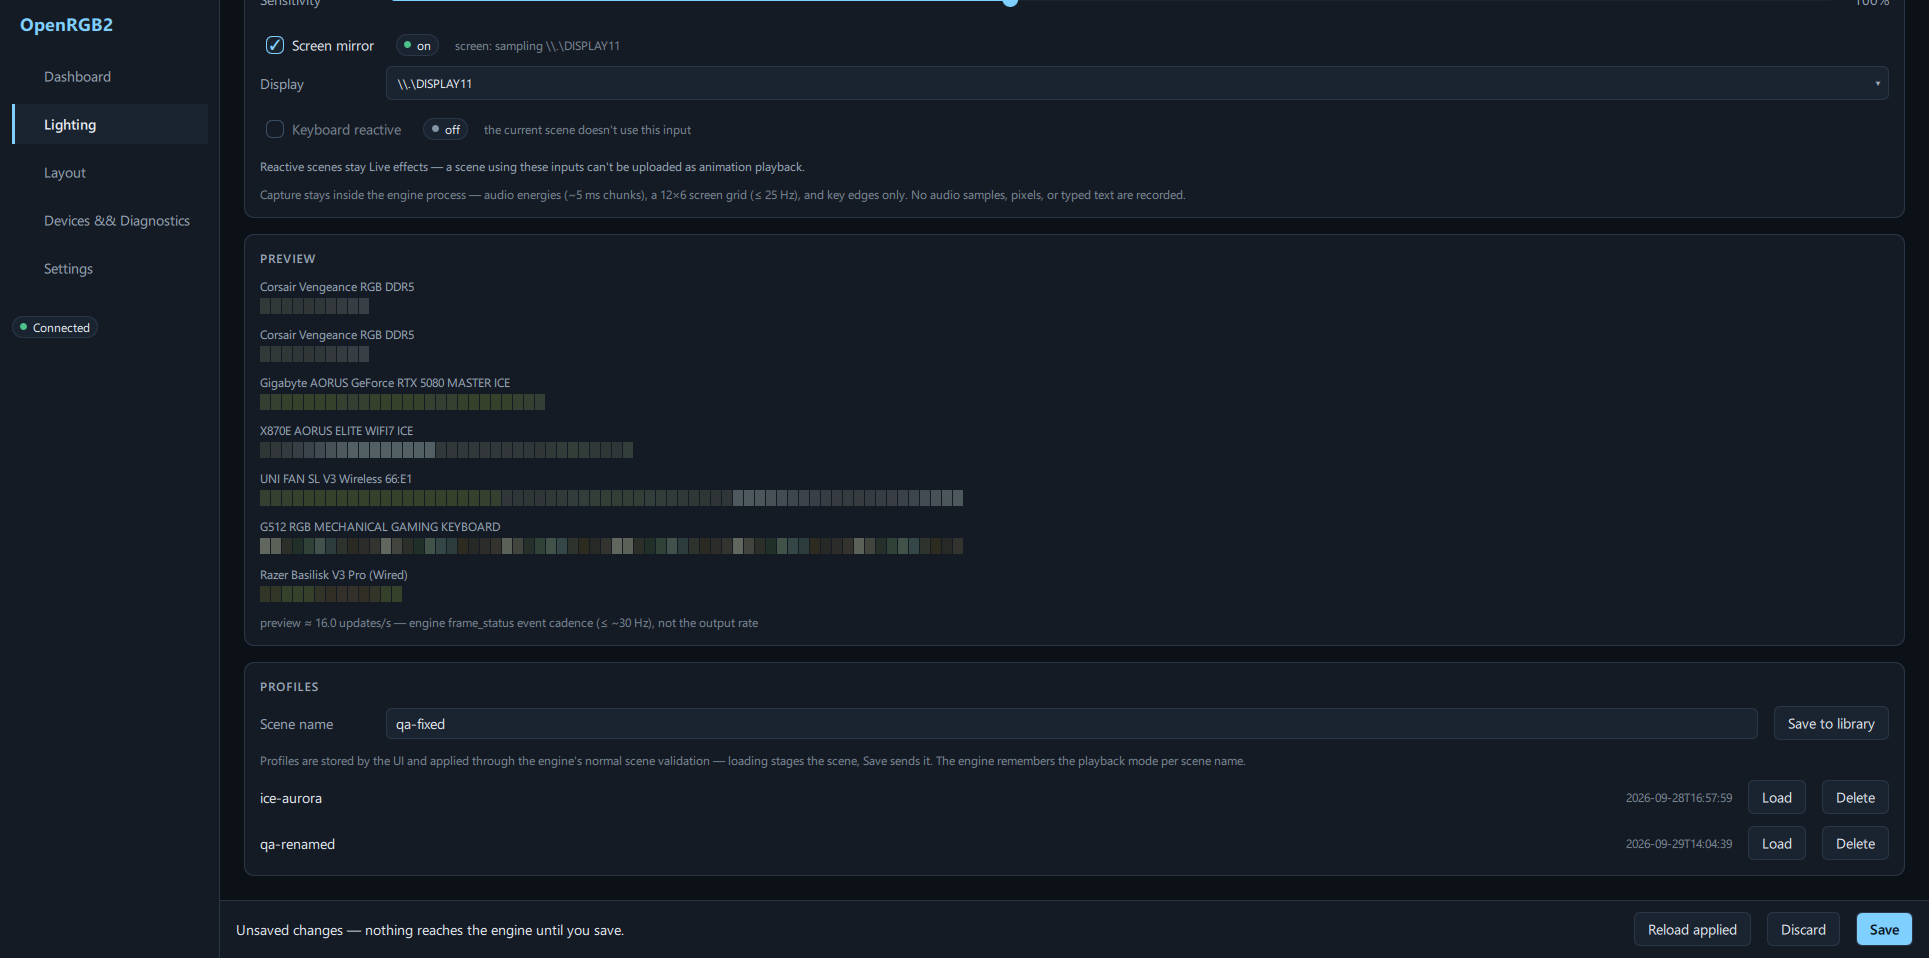 OpenRGB2
Dashboard
Lighting
Layout
Devices && Diagnostics
Settings
Connected
Sensitivity
100%
Screen mirror
on
screen: sampling \\.\DISPLAY11
Display
\\.\DISPLAY11
Keyboard reactive
off
the current scene doesn't use this input
Reactive scenes stay Live effects — a scene using these inputs can't be uploaded as animation playback.
Capture stays inside the engine process — audio energies (~5 ms chunks), a 12×6 screen grid (≤ 25 Hz), and key edges only. No audio samples, pixels, or typed text are recorded.
PREVIEW
Corsair Vengeance RGB DDR5
Corsair Vengeance RGB DDR5
Gigabyte AORUS GeForce RTX 5080 MASTER ICE
X870E AORUS ELITE WIFI7 ICE
UNI FAN SL V3 Wireless 66:E1
G512 RGB MECHANICAL GAMING KEYBOARD
Razer Basilisk V3 Pro (Wired)
preview ≈ 16.0 updates/s — engine frame_status event cadence (≤ ~30 Hz), not the output rate
PROFILES
Scene name
qa-fixed
Save to library
Profiles are stored by the UI and applied through the engine's normal scene validation — loading stages the scene, Save sends it. The engine remembers the playback mode per scene name.
ice-aurora
2026-09-28T16:57:59
Load
Delete
qa-renamed
2026-09-29T14:04:39
Load
Delete
Unsaved changes — nothing reaches the engine until you save.
Reload applied
Discard
Save